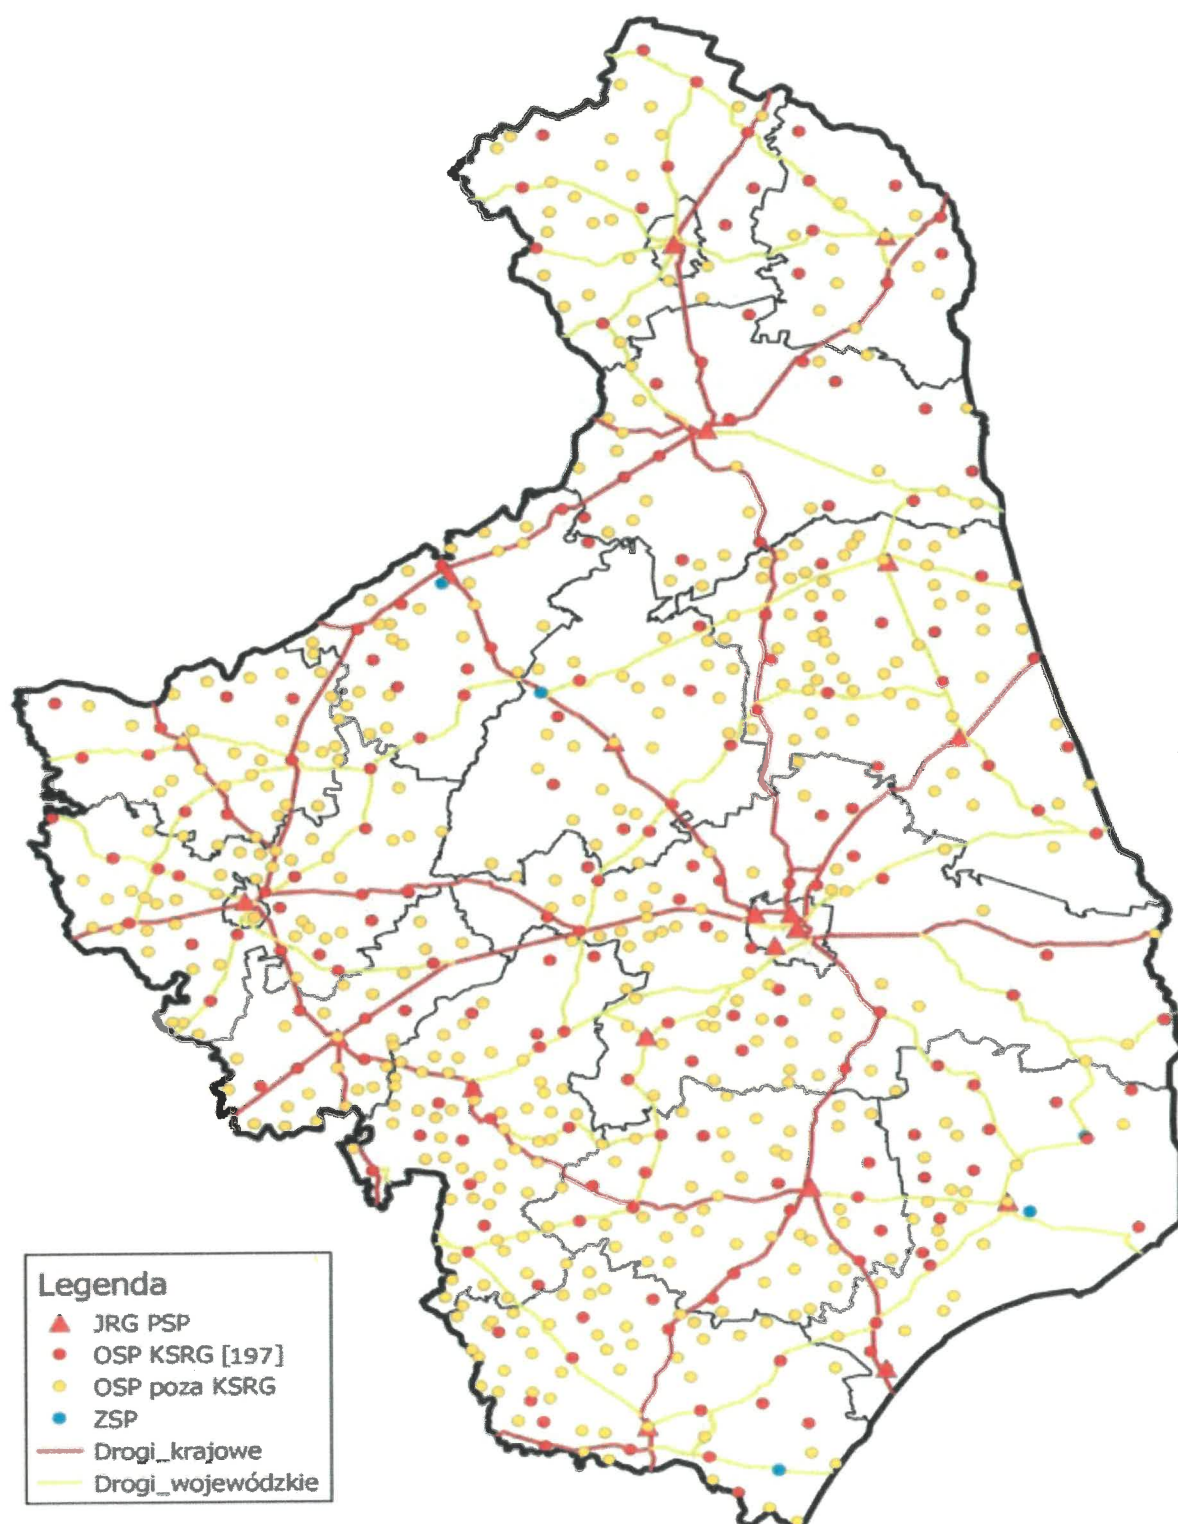 Legenda
JRG PSP
OSP KSRG [197]
OSP poza KSRG
ZSP
Drogi_krajowe
Drogi_wojewódzkie